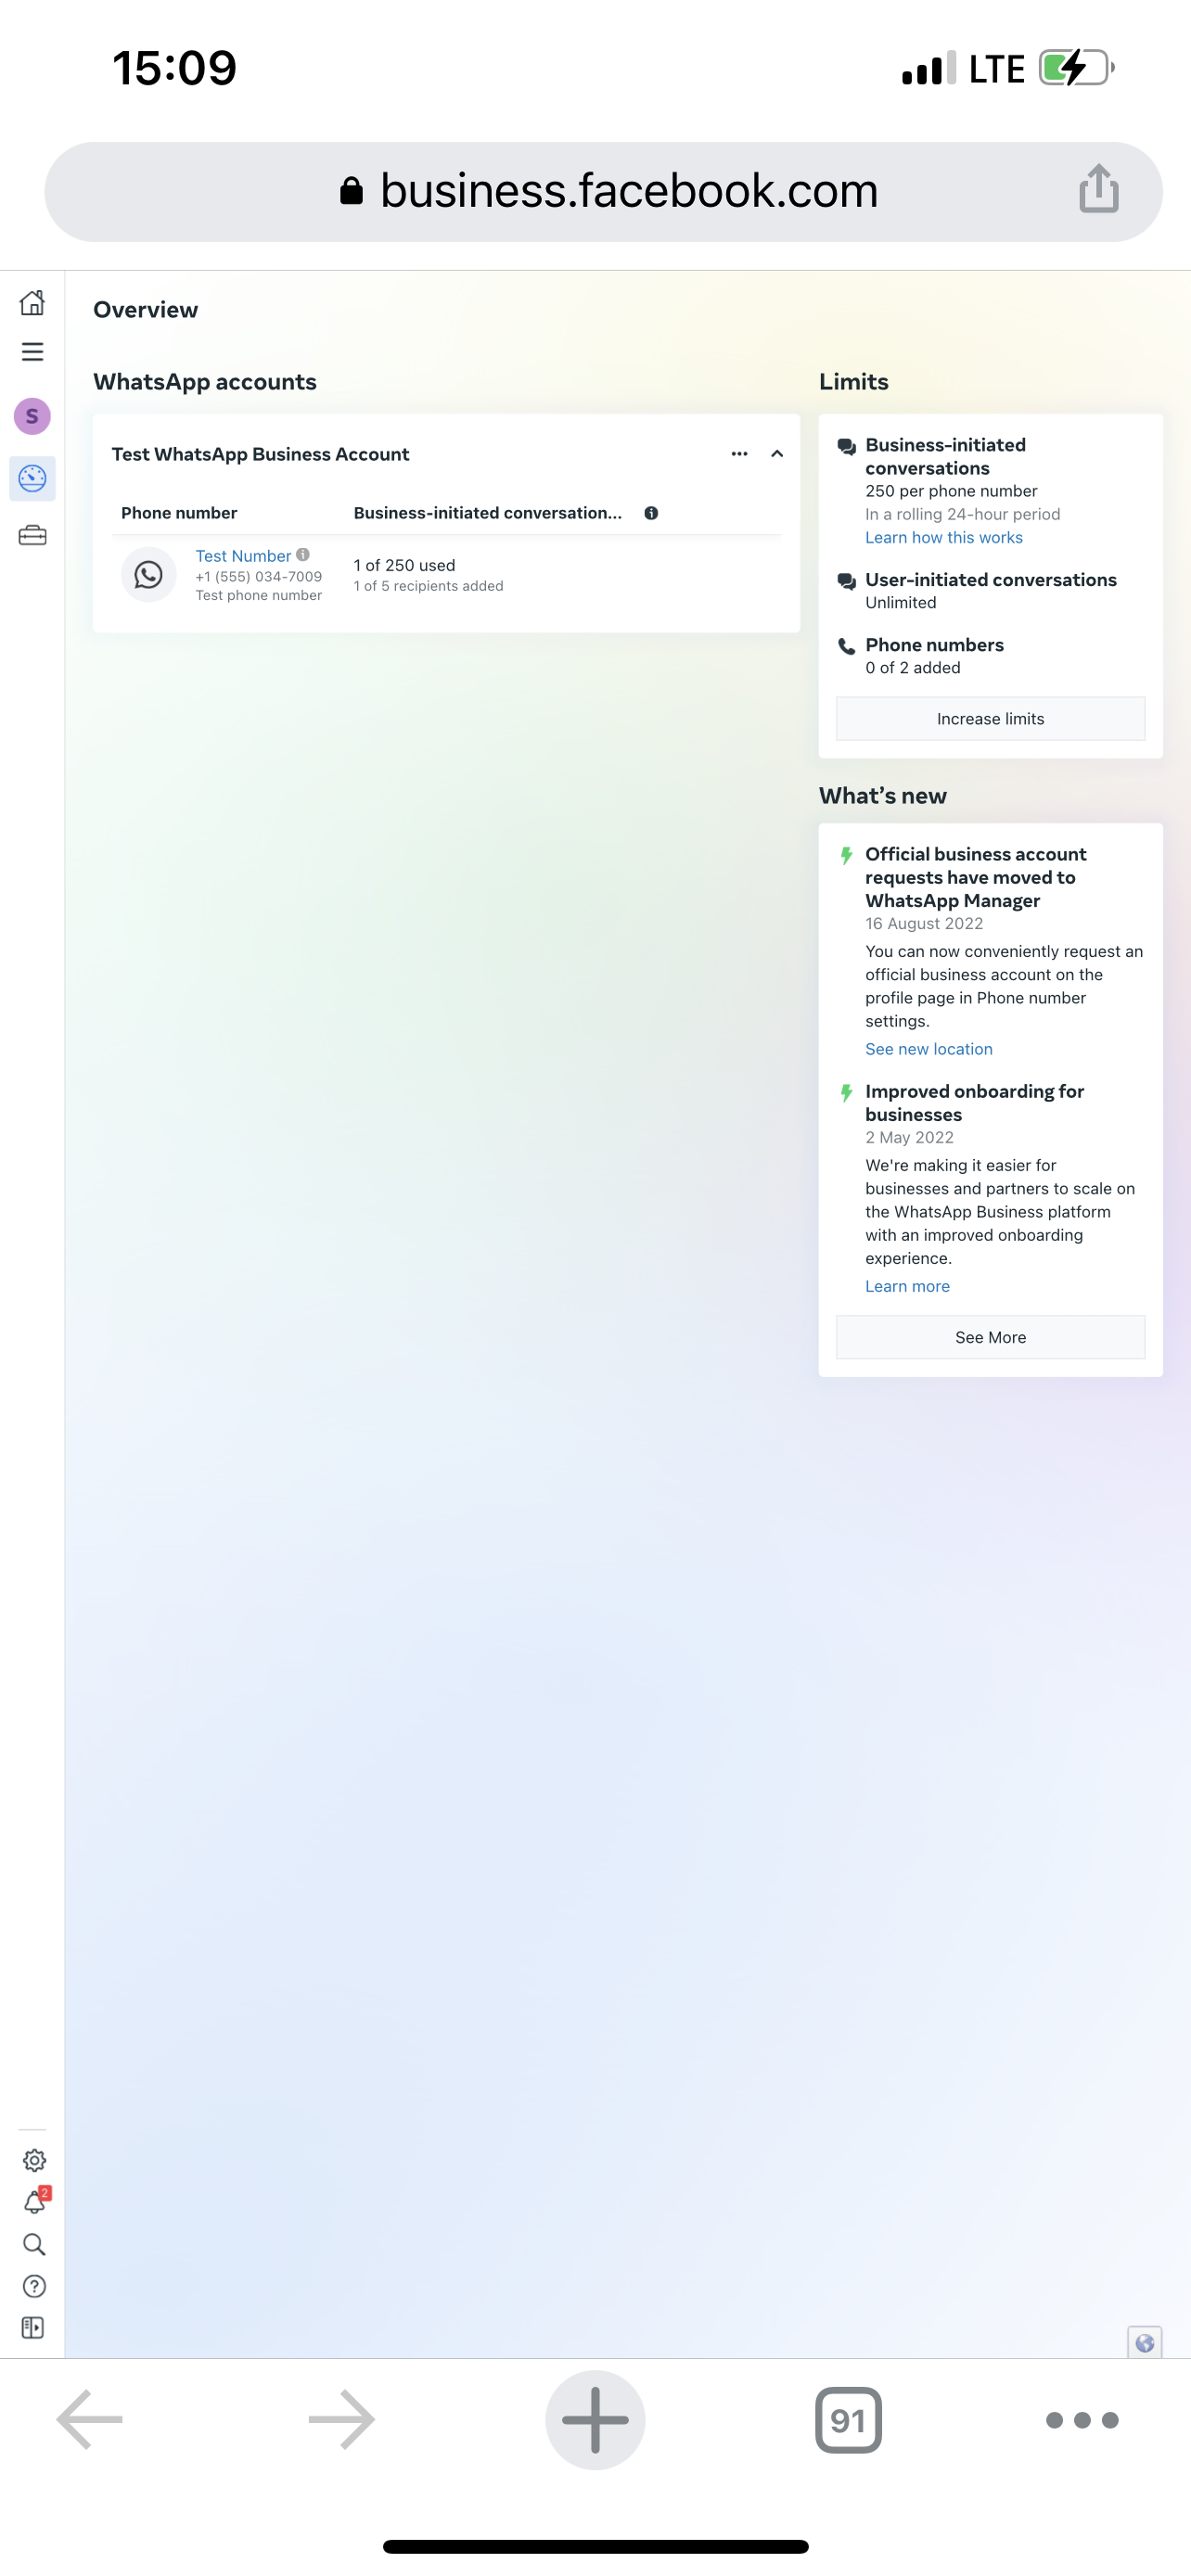 15:09
LTE
business.facebook.com
Overview
WhatsApp accounts
Test WhatsApp Business Account
Phone number
Business-initiated conversation...
Test Number
+1 (555) 034-7009
Test phone number
1 of 250 used
1 of 5 recipients added
Limits
Business-initiated
conversations
250 per phone number
In a rolling 24-hour period
Learn how this works
User-initiated conversations
Unlimited
Phone numbers
0 of 2 added
Increase limits
What's new
Official business account
requests have moved to
WhatsApp Manager
16 August 2022
You can now conveniently request an
official business account on the
profile page in Phone number
settings.
See new location
Improved onboarding for
businesses
2 May 2022
We're making it easier for
businesses and partners to scale on
the WhatsApp Business platform
with an improved onboarding
experience.
Learn more
See More
S
2
91